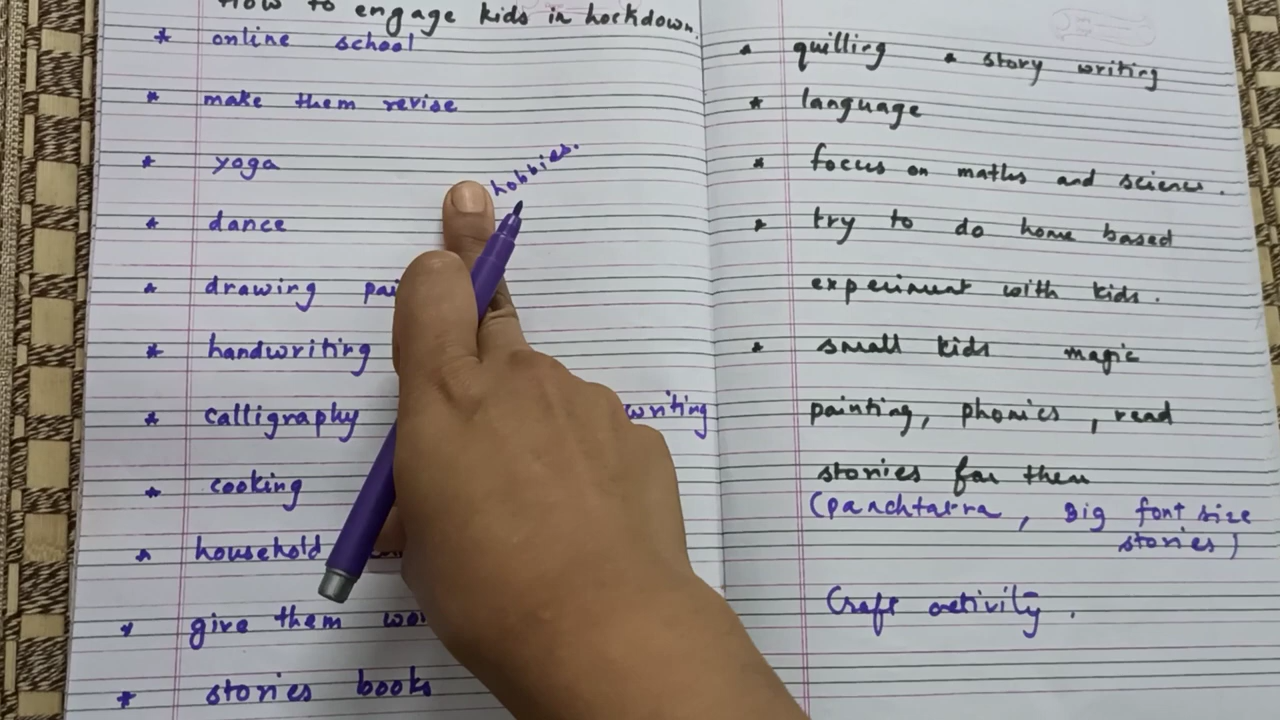 How to engage kids in lockdown.
* online school
* make them revise
* yoga
hobbies.
* dance
* drawing
* handwriting
* calligraphy writing
* cooking
* household
* give them
* stories books
* quilling * story writing
* language
* focus on maths and science.
* try to do home based
experiment with kids.
* small kids magic
painting, phonics, read
stories for them
(panchtatra, Big font size
stories)
Craft activity.